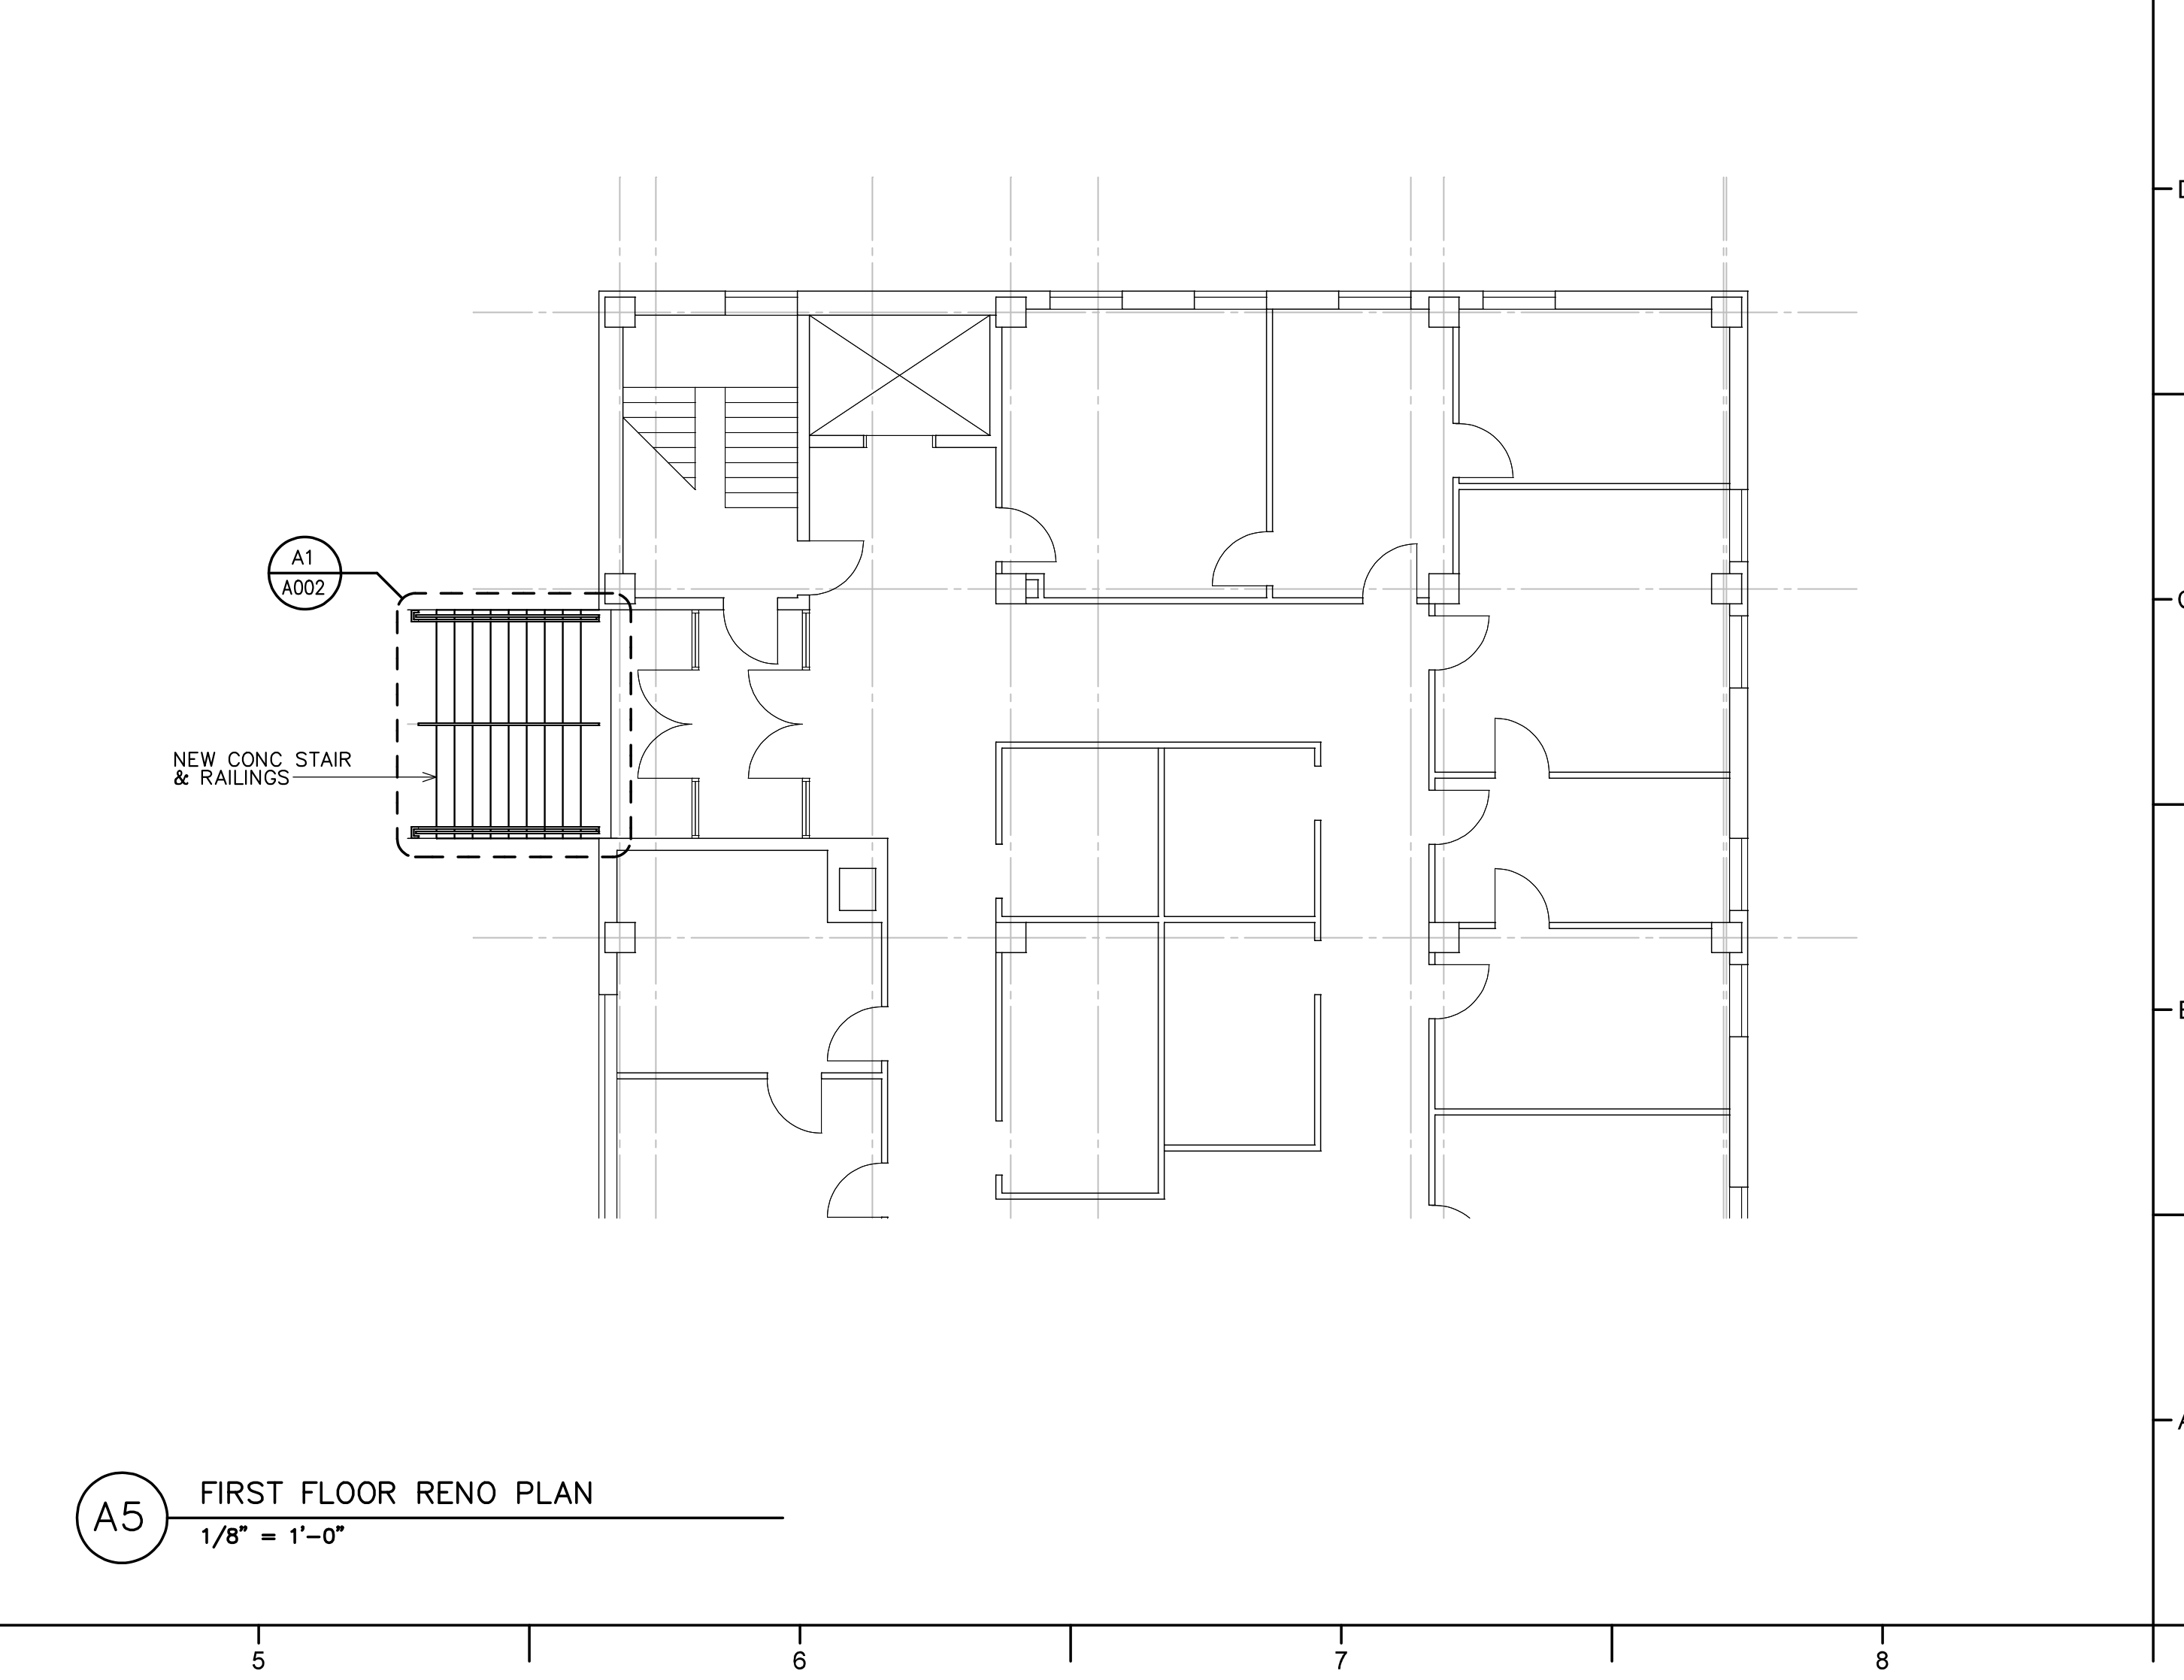 D
A1
A002
C
NEW CONC STAIR
& RAILINGS
B
A
A5
FIRST FLOOR RENO PLAN
1/8" = 1'-0"
5
6
7
8